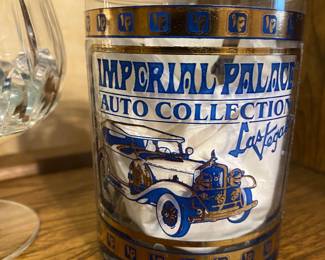 IMPERIAL PALACE
AUTO COLLECTION
Las Vegas